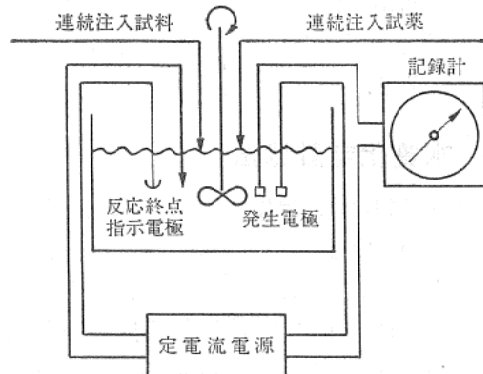 連続注入試料
連続注入試薬
記録計
反応終点
指示電極
発生電極
定電流電源